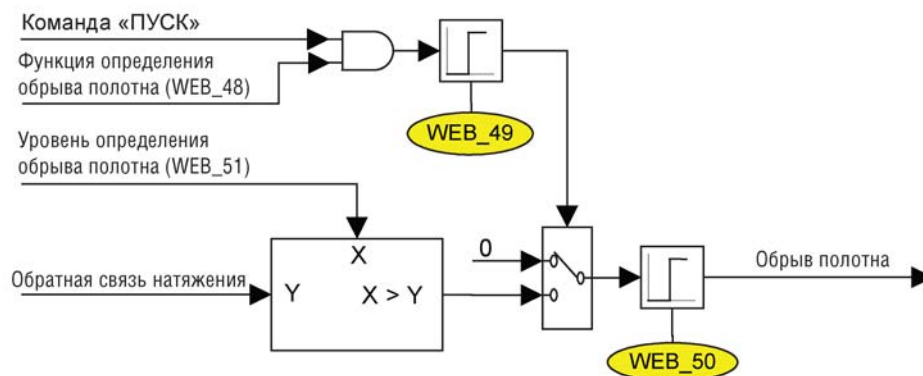 Команда «ПУСК»
Функция определения
обрыва полотна (WEB_48)
WEB_49
Уровень определения
обрыва полотна (WEB_51)
X
0
Обрыв полотна
Обратная связь натяжения
Y
X > Y
WEB_50